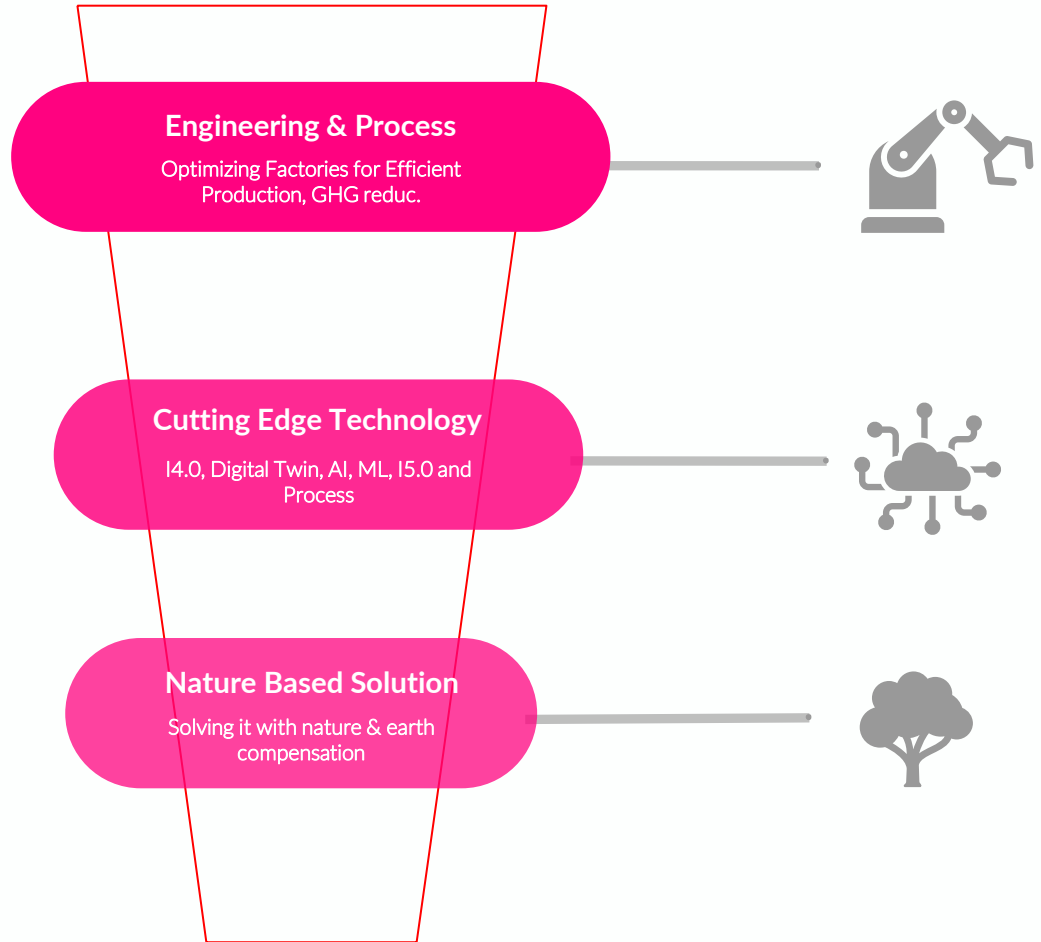 Engineering & Process
Optimizing Factories for Efficient
Production, GHG reduc.
Cutting Edge Technology
I4.0, Digital Twin, AI, ML, I5.0 and
Process
Nature Based Solution
Solving it with nature & earth
compensation